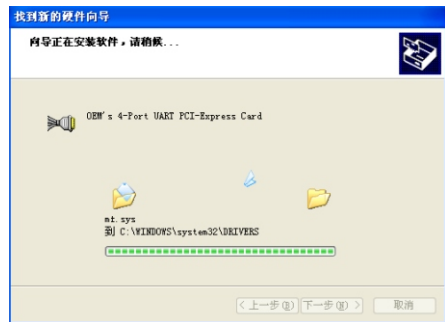 找到新的硬件向导
向导正在安装软件，请稍候...
OEM's 4-Port UART PCI-Express Card
mt.sys
到 C:\WINDOWS\system32\DRIVERS
< 上一步(B)
下一步(N) >
取消